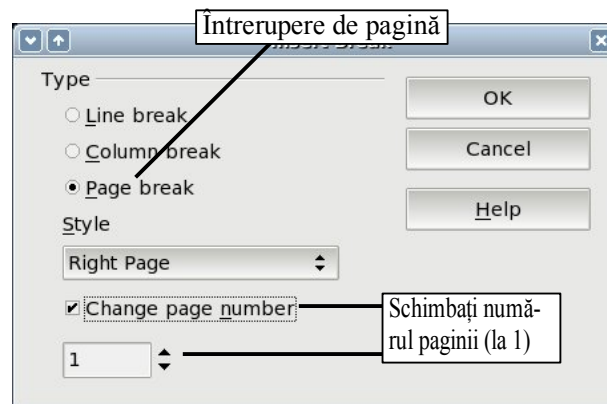 Întrerupere de pagină
Type
OK
Line break
Column break
Cancel
Page break
Help
Style
Right Page
Change page number
Schimbați numă-
rul paginii (la 1)
1